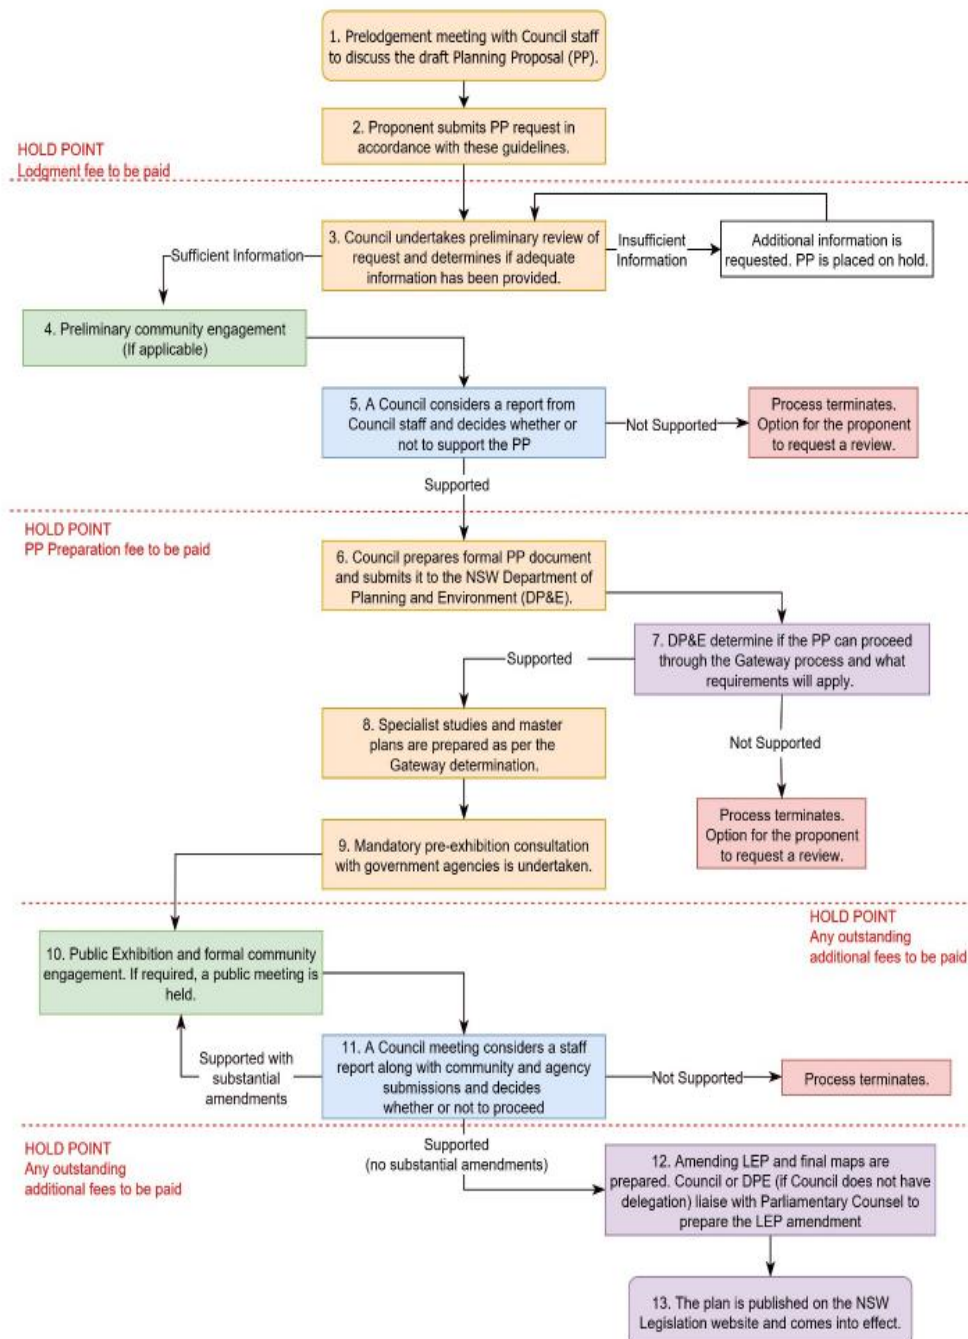 1. Prelodgement meeting with Council staff
to discuss the draft Planning Proposal (PP).
2. Proponent submits PP request in
accordance with these guidelines.
HOLD POINT
Lodgment fee to be paid
3. Council undertakes preliminary review of
request and determines if adequate
information has been provided.
Sufficient Information
Insufficient
Information
Additional information is
requested. PP is placed on hold.
4. Preliminary community engagement
(If applicable)
5. A Council considers a report from
Council staff and decides whether or
not to support the PP
Not Supported
Process terminates.
Option for the proponent
to request a review.
Supported
HOLD POINT
PP Preparation fee to be paid
6. Council prepares formal PP document
and submits it to the NSW Department of
Planning and Environment (DP&E).
7. DP&E determine if the PP can proceed
through the Gateway process and what
requirements will apply.
Supported
8. Specialist studies and master
plans are prepared as per the
Gateway determination.
Not Supported
Process terminates.
Option for the proponent
to request a review.
9. Mandatory pre-exhibition consultation
with government agencies is undertaken.
HOLD POINT
Any outstanding
additional fees to be paid
10. Public Exhibition and formal community
engagement. If required, a public meeting is
held.
11. A Council meeting considers a staff
report along with community and agency
submissions and decides
whether or not to proceed
Supported with
substantial
amendments
Not Supported
Process terminates.
HOLD POINT
Any outstanding
additional fees to be paid
Supported
(no substantial amendments)
12. Amending LEP and final maps are
prepared. Council or DPE (if Council does not have
delegation) liaise with Parliamentary Counsel to
prepare the LEP amendment
13. The plan is published on the NSW
Legislation website and comes into effect.